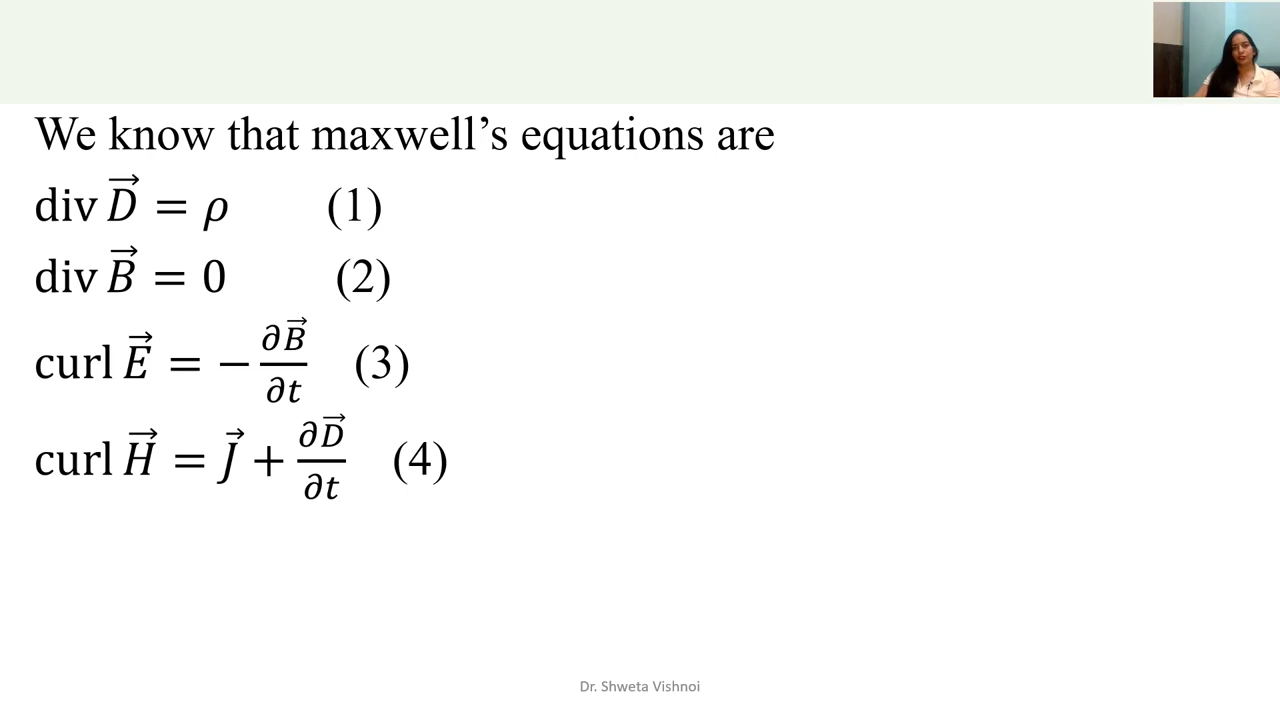 We know that maxwell’s equations are
div D⃗ = ρ (1)
div B⃗ = 0 (2)
curl E⃗ = −∂B⃗/∂t (3)
curl H⃗ = J⃗ + ∂D⃗/∂t (4)
Dr. Shweta Vishnoi